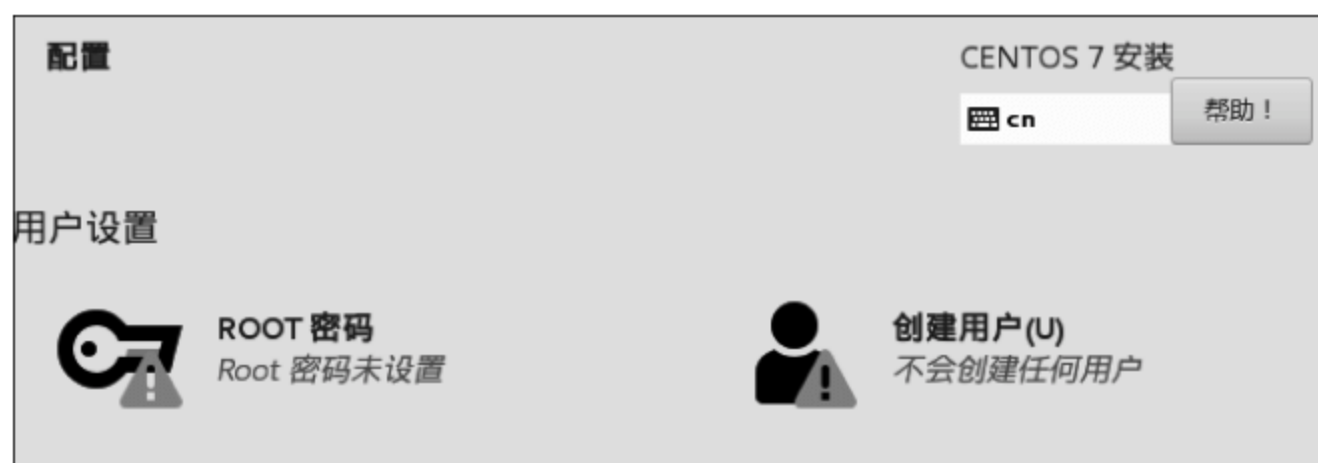 配置
CENTOS 7 安装
cn
帮助！
用户设置
ROOT 密码
Root 密码未设置
创建用户(U)
不会创建任何用户